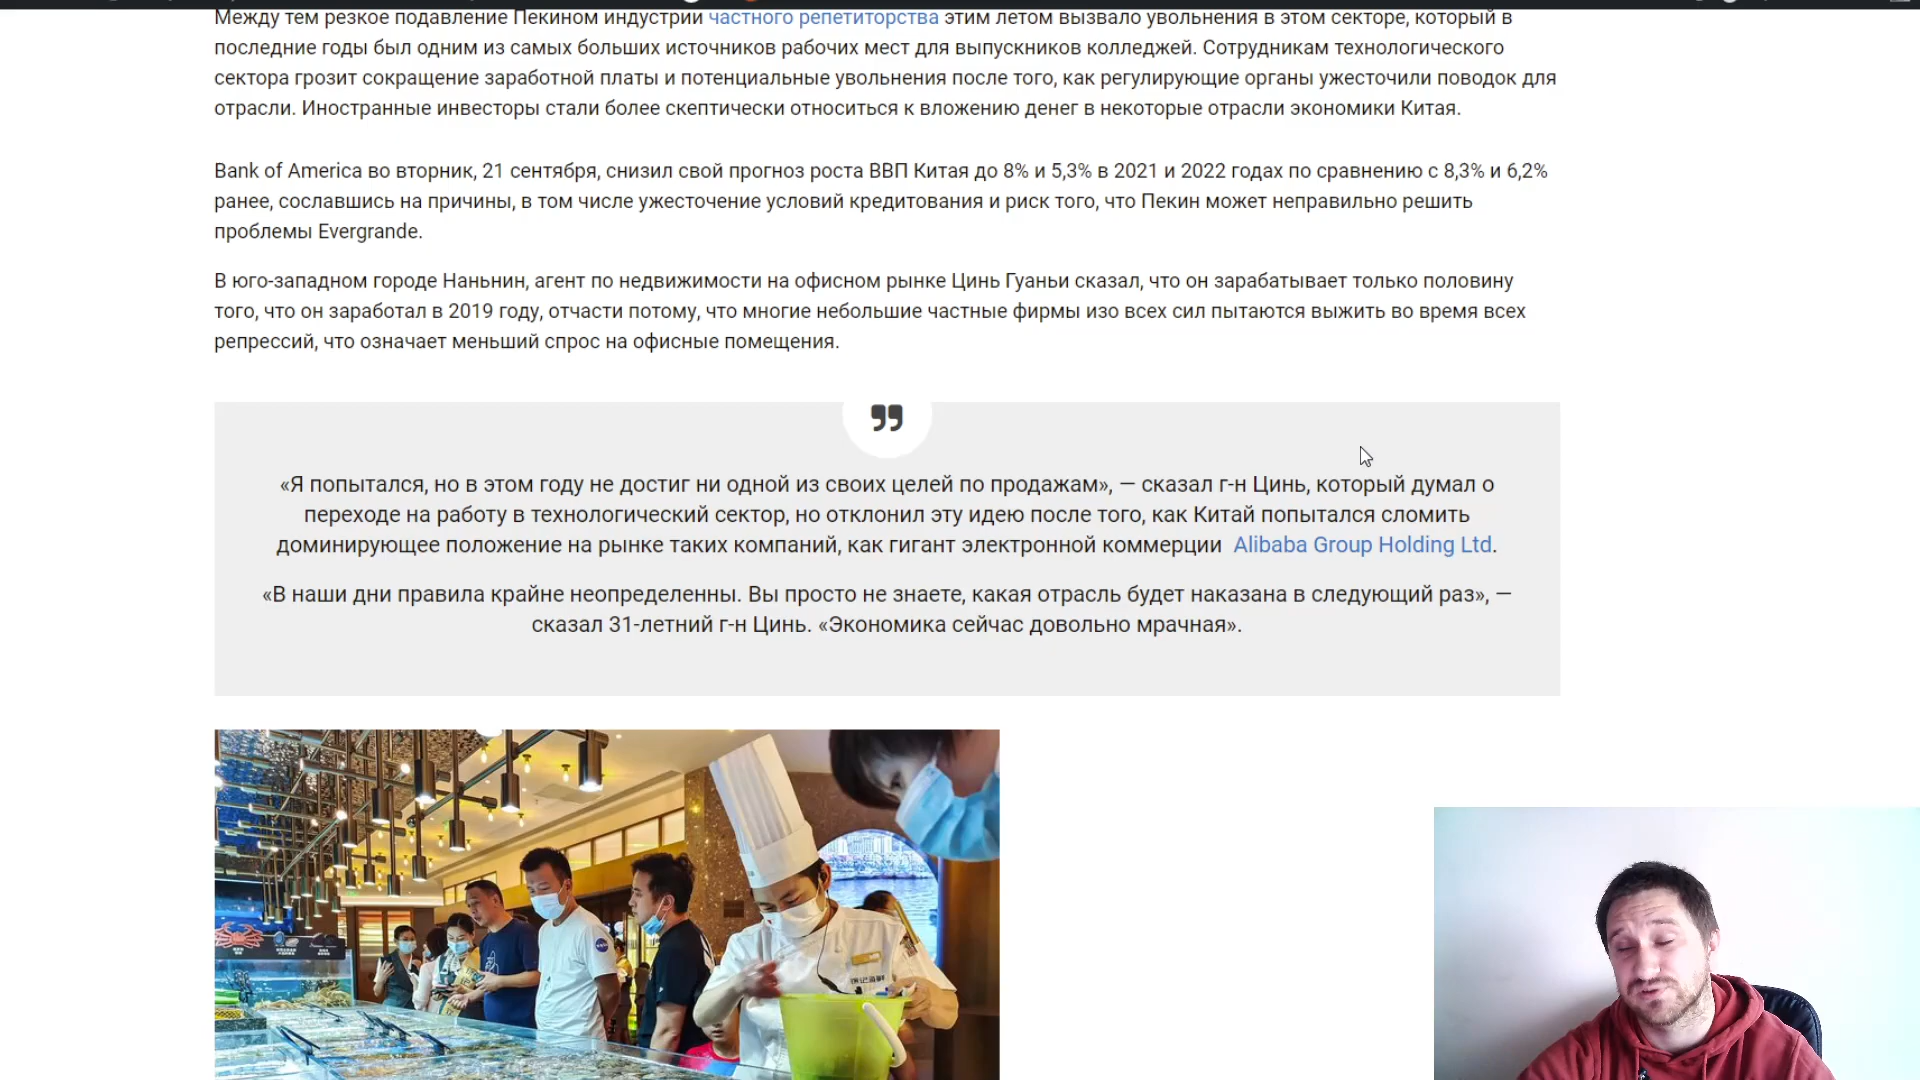 Между тем резкое подавление Пекином индустрии частного репетиторства этим летом вызвало увольнения в этом секторе, который в
последние годы был одним из самых больших источников рабочих мест для выпускников колледжей. Сотрудникам технологического
сектора грозит сокращение заработной платы и потенциальные увольнения после того, как регулирующие органы ужесточили поводок для
отрасли. Иностранные инвесторы стали более скептически относиться к вложению денег в некоторые отрасли экономики Китая.
Bank of America во вторник, 21 сентября, снизил свой прогноз роста ВВП Китая до 8% и 5,3% в 2021 и 2022 годах по сравнению с 8,3% и 6,2%
ранее, сославшись на причины, в том числе ужесточение условий кредитования и риск того, что Пекин может неправильно решить
проблемы Evergrande.
В юго-западном городе Наньнин, агент по недвижимости на офисном рынке Цинь Гуаньи сказал, что он зарабатывает только половину
того, что он заработал в 2019 году, отчасти потому, что многие небольшие частные фирмы изо всех сил пытаются выжить во время всех
репрессий, что означает меньший спрос на офисные помещения.
«Я попытался, но в этом году не достиг ни одной из своих целей по продажам», — сказал г-н Цинь, который думал о
переходе на работу в технологический сектор, но отклонил эту идею после того, как Китай попытался сломить
доминирующее положение на рынке таких компаний, как гигант электронной коммерции Alibaba Group Holding Ltd.
«В наши дни правила крайне неопределенны. Вы просто не знаете, какая отрасль будет наказана в следующий раз», —
сказал 31-летний г-н Цинь. «Экономика сейчас довольно мрачная».